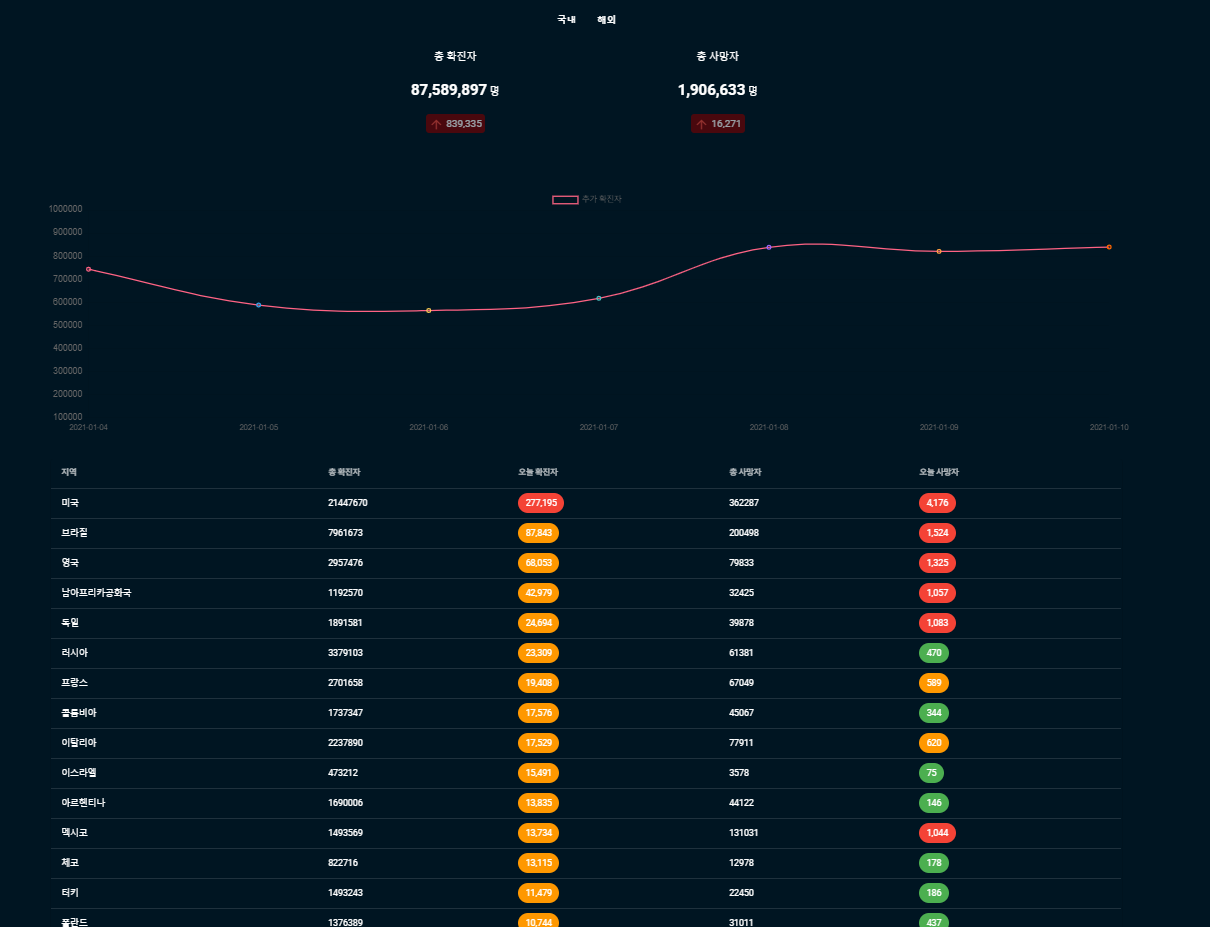 국내 해외
총 확진자 총 사망자
87,589,897 명 1,906,633 명
839,335 16,271
추가 확진자
1000000
900000
800000
700000
600000
500000
400000
300000
200000
100000
2021-01-04 2021-01-05 2021-01-06 2021-01-07 2021-01-08 2021-01-09 2021-01-10
지역 총 확진자 오늘 확진자 총 사망자 오늘 사망자
미국 21447670 277,195 362287 4,176
브라질 7961673 87,843 200498 1,524
영국 2957476 68,053 79833 1,325
남아프리카공화국 1192570 42,979 32425 1,057
독일 1891581 24,694 39878 1,083
러시아 3379103 23,309 61381 470
프랑스 2701658 19,408 67049 589
콜롬비아 1737347 17,576 45067 344
이탈리아 2237890 17,529 77911 620
이스라엘 473212 15,491 3578 75
아르헨티나 1690006 13,835 44122 146
멕시코 1493569 13,734 131031 1,044
체코 822716 13,115 12978 178
터키 1493243 11,479 22450 186
폴란드 1376389 10,744 31011 437